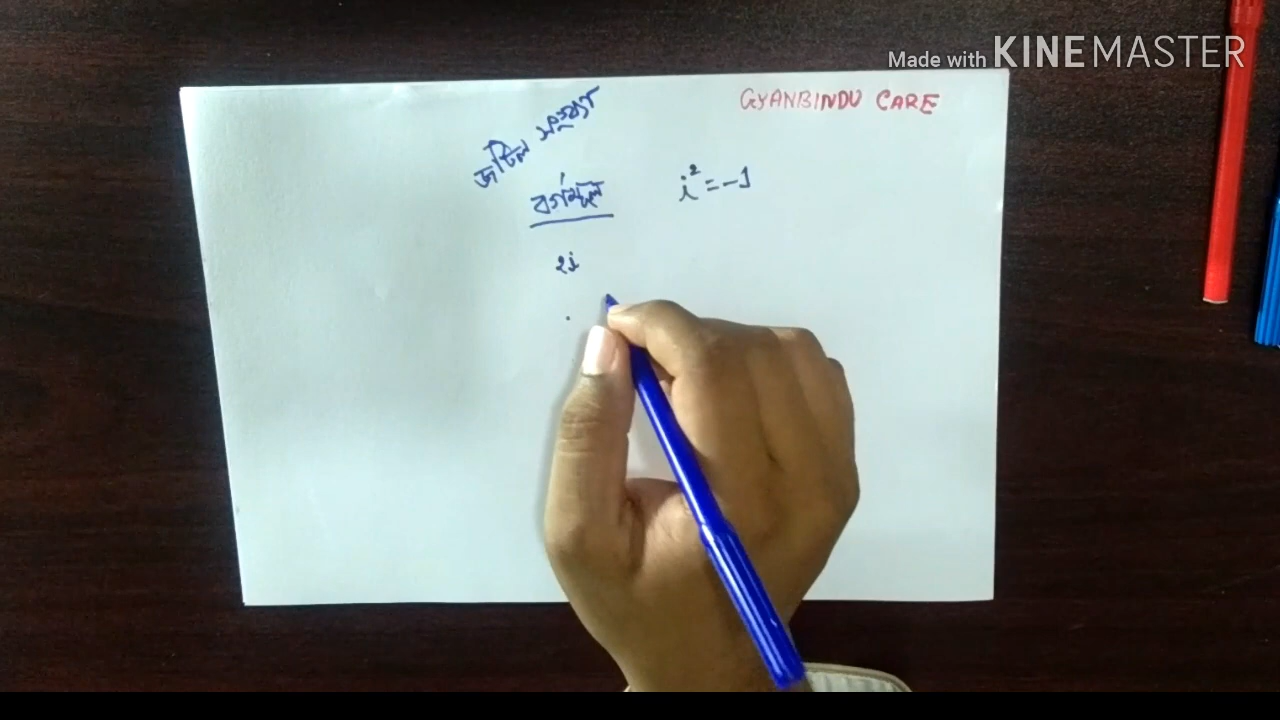 Made with KINEMASTER
GYANBINDU CARE
জটিল সংখ্যা
বর্গমূল
i² = -1
2i